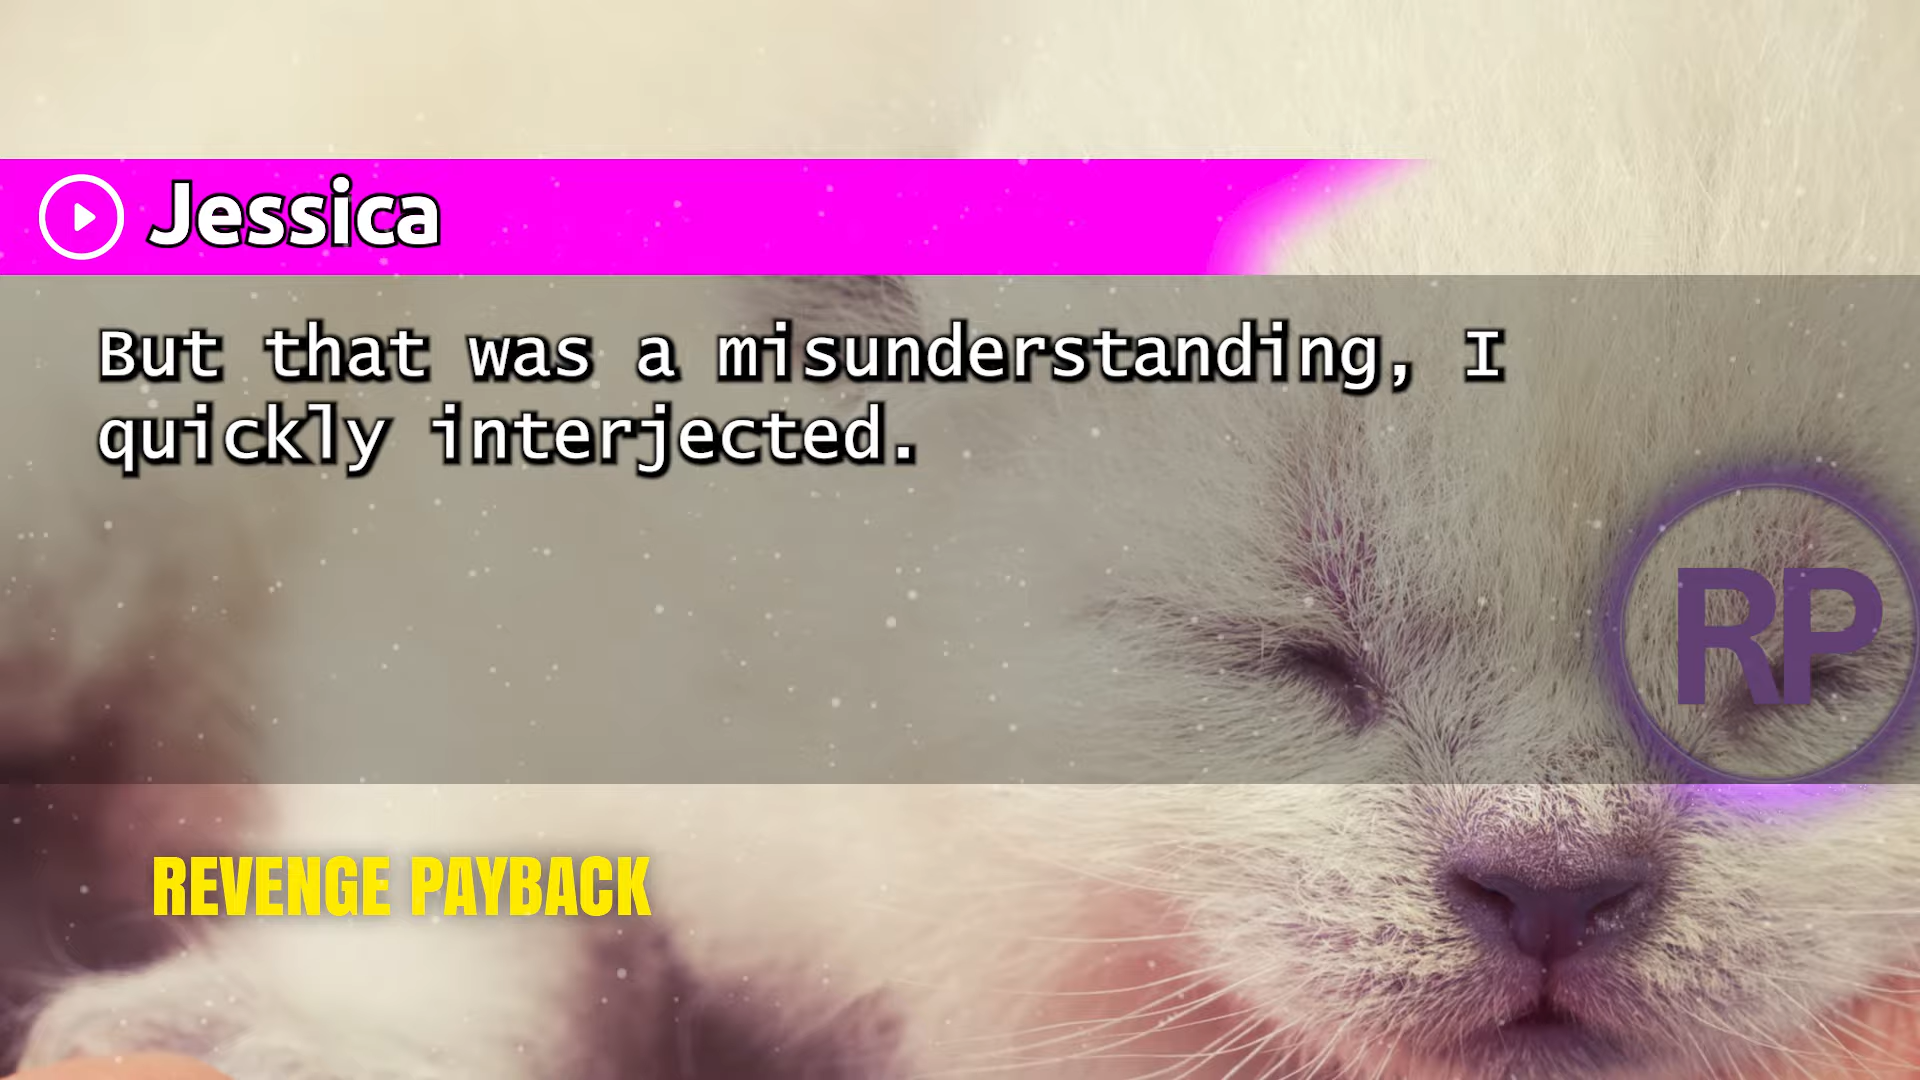 Jessica
But that was a misunderstanding, I
quickly interjected.
RP
REVENGE PAYBACK